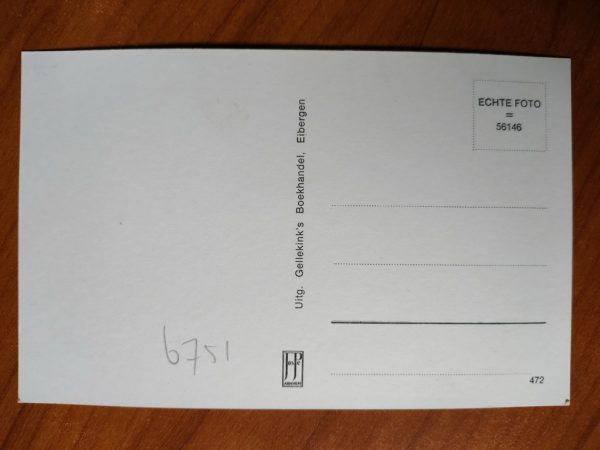 ECHTE FOTO
=
56146
Uitg. Gellekink's Boekhandel, Eibergen
6751
472